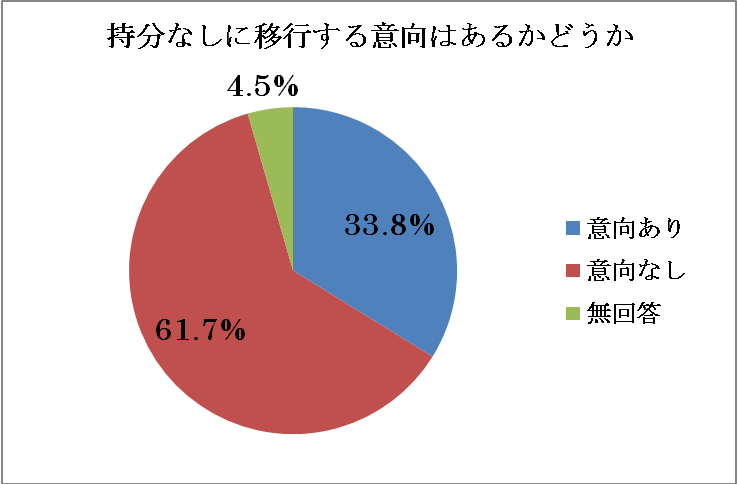 持分なしに移行する意向はあるかどうか
4.5%
33.8%
61.7%
意向あり
意向なし
無回答